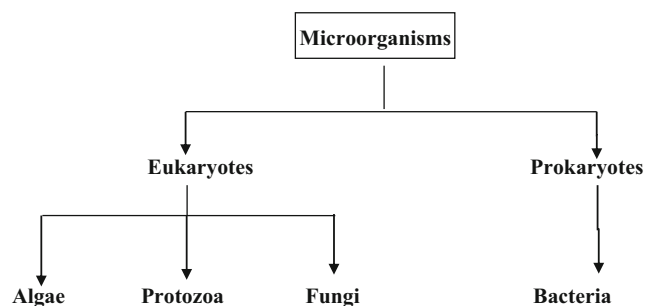 Microorganisms
Eukaryotes Prokaryotes
Algae Protozoa Fungi Bacteria